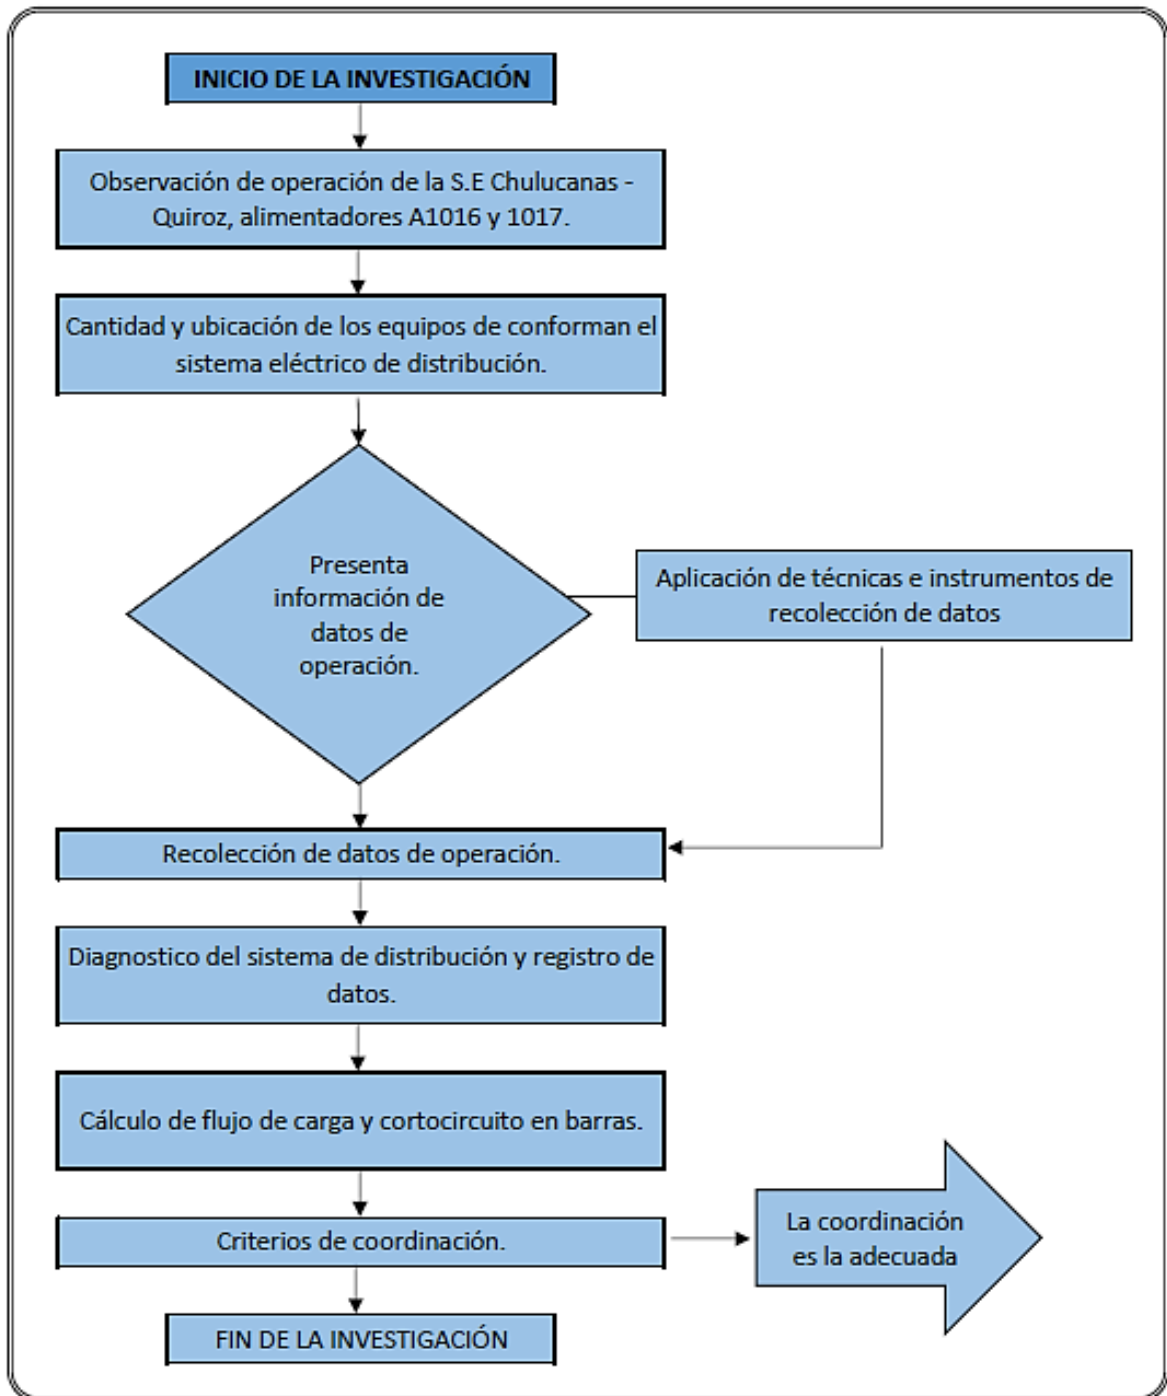 INICIO DE LA INVESTIGACIÓN
Observación de operación de la S.E Chulucanas -
Quiroz, alimentadores A1016 y 1017.
Cantidad y ubicación de los equipos de conforman el
sistema eléctrico de distribución.
Presenta
información de
datos de
operación.
Aplicación de técnicas e instrumentos de
recolección de datos
Recolección de datos de operación.
Diagnostico del sistema de distribución y registro de
datos.
Cálculo de flujo de carga y cortocircuito en barras.
Criterios de coordinación.
La coordinación
es la adecuada
FIN DE LA INVESTIGACIÓN